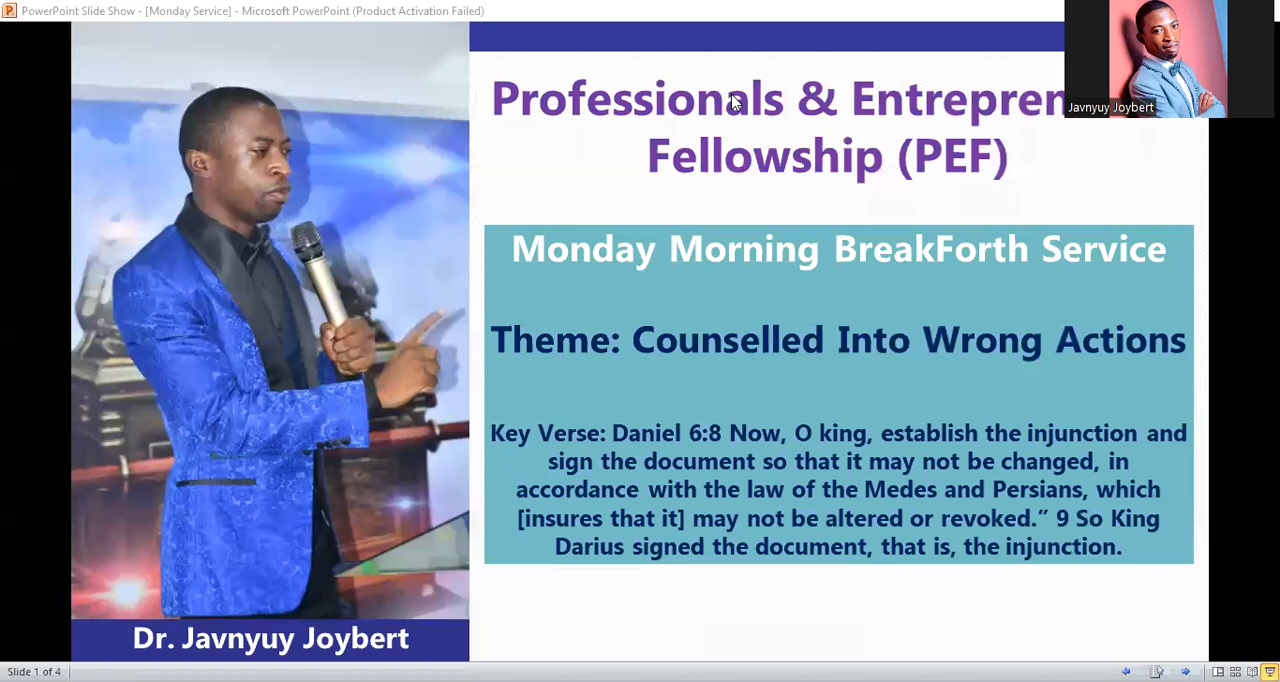 PowerPoint Slide Show - [Monday Service] - Microsoft PowerPoint (Product Activation Failed)
Javnyuy Joybert
Professionals & Entrepren
Fellowship (PEF)
Monday Morning BreakForth Service
Theme: Counselled Into Wrong Actions
Key Verse: Daniel 6:8 Now, O king, establish the injunction and
sign the document so that it may not be changed, in
accordance with the law of the Medes and Persians, which
[insures that it] may not be altered or revoked.” 9 So King
Darius signed the document, that is, the injunction.
Dr. Javnyuy Joybert
Slide 1 of 4